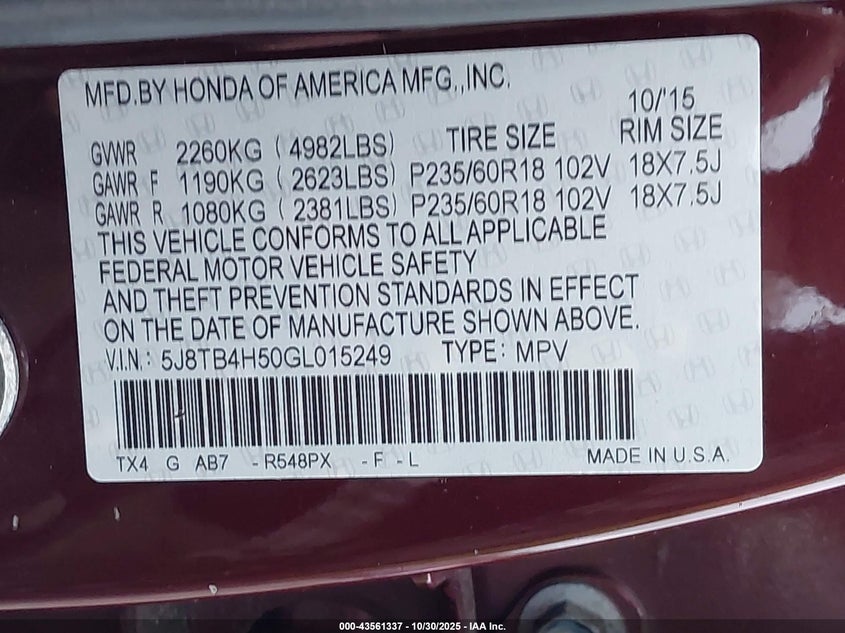 MFD.BY HONDA OF AMERICA MFG.,INC.
10/'15
GVWR 2260KG ( 4982LBS) TIRE SIZE RIM SIZE
GAWR F 1190KG ( 2623LBS) P235/60R18 102V 18X7.5J
GAWR R 1080KG ( 2381LBS) P235/60R18 102V 18X7.5J
THIS VEHICLE CONFORMS TO ALL APPLICABLE
FEDERAL MOTOR VEHICLE SAFETY
AND THEFT PREVENTION STANDARDS IN EFFECT
ON THE DATE OF MANUFACTURE SHOWN ABOVE.
V.I.N.: 5J8TB4H50GL015249 TYPE: MPV
TX4 G AB7 -R548PX -F -L MADE IN U.S.A.
000-43561337 - 10/30/2025 - IAA Inc.